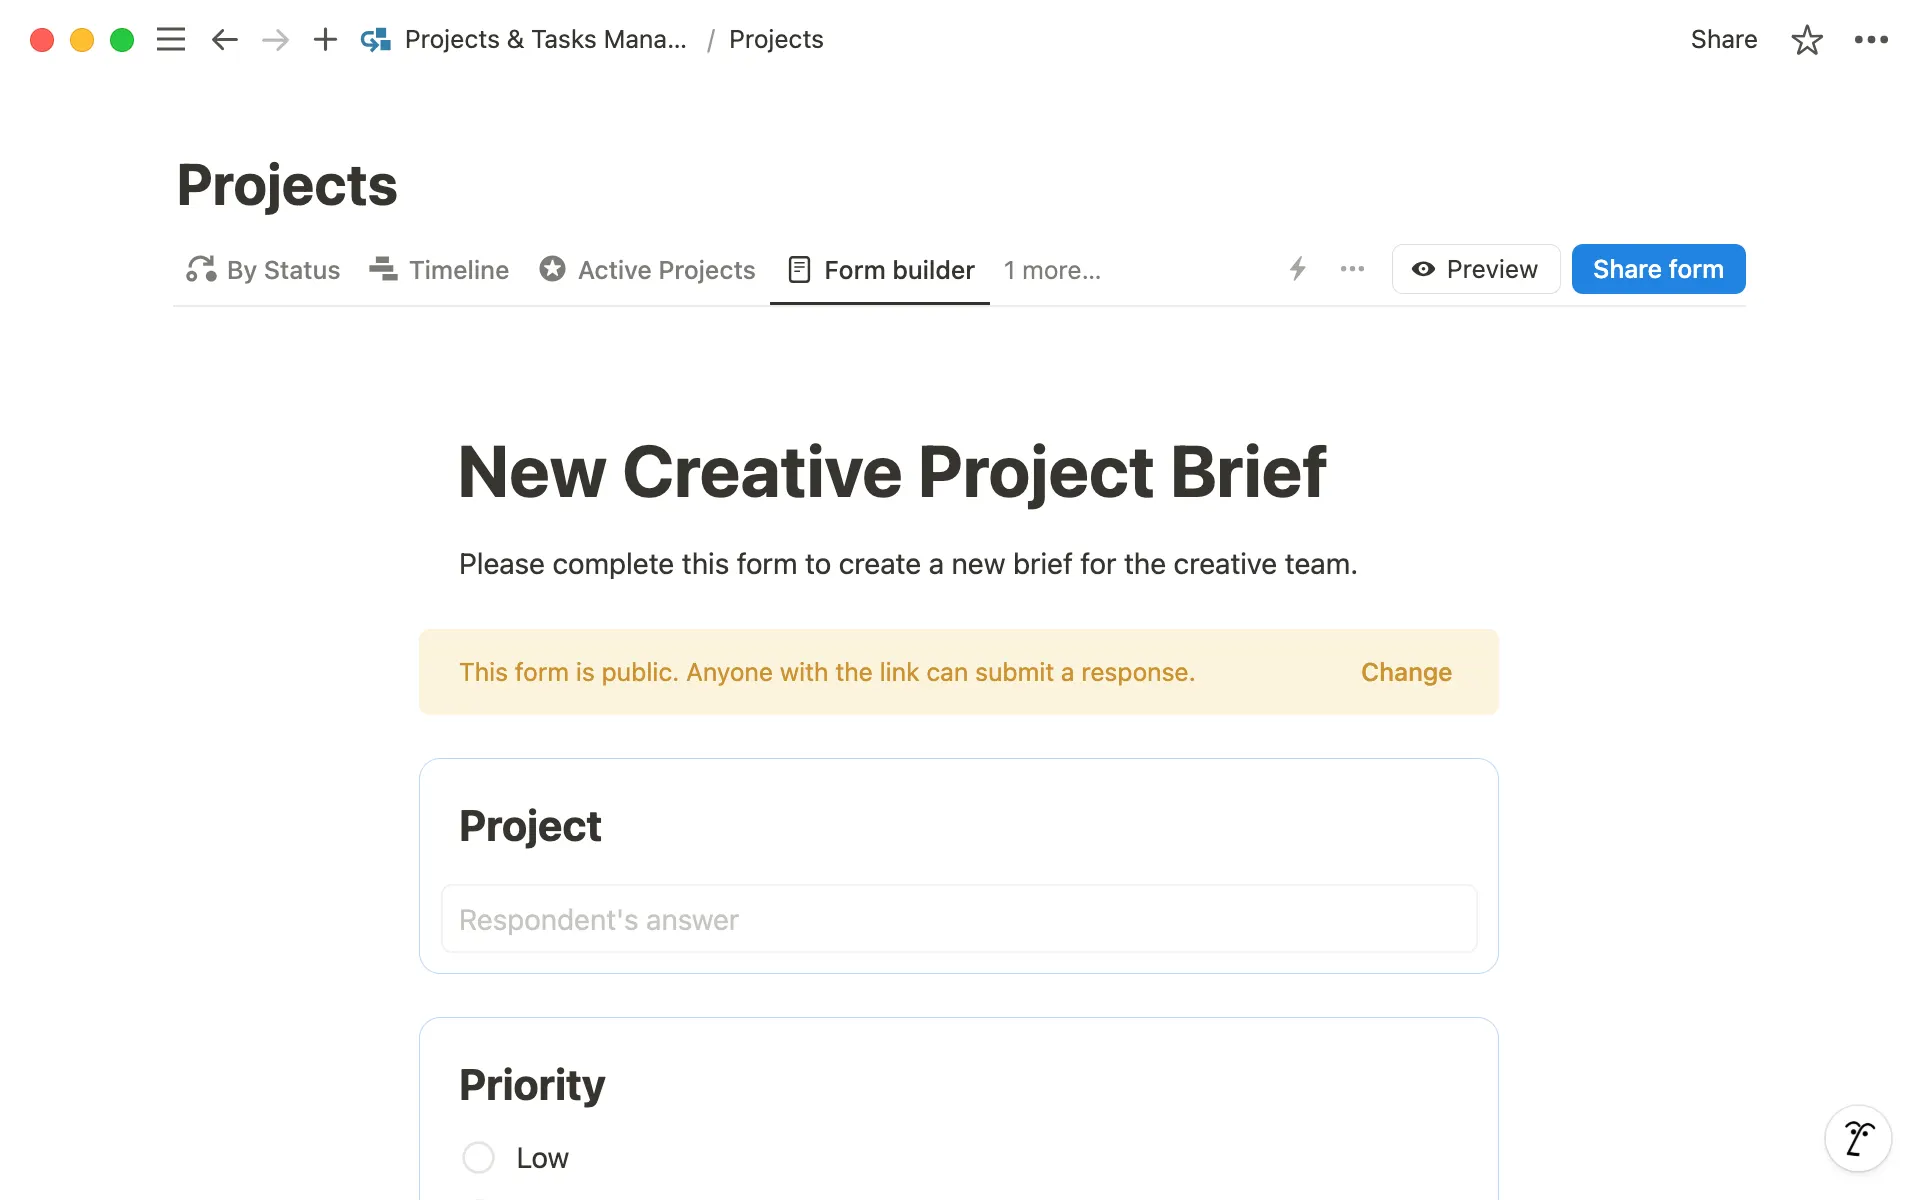 Projects & Tasks Mana... / Projects
Share
Projects
By Status Timeline Active Projects Form builder 1 more...
Preview Share form
New Creative Project Brief
Please complete this form to create a new brief for the creative team.
This form is public. Anyone with the link can submit a response. Change
Project
Respondent's answer
Priority
Low